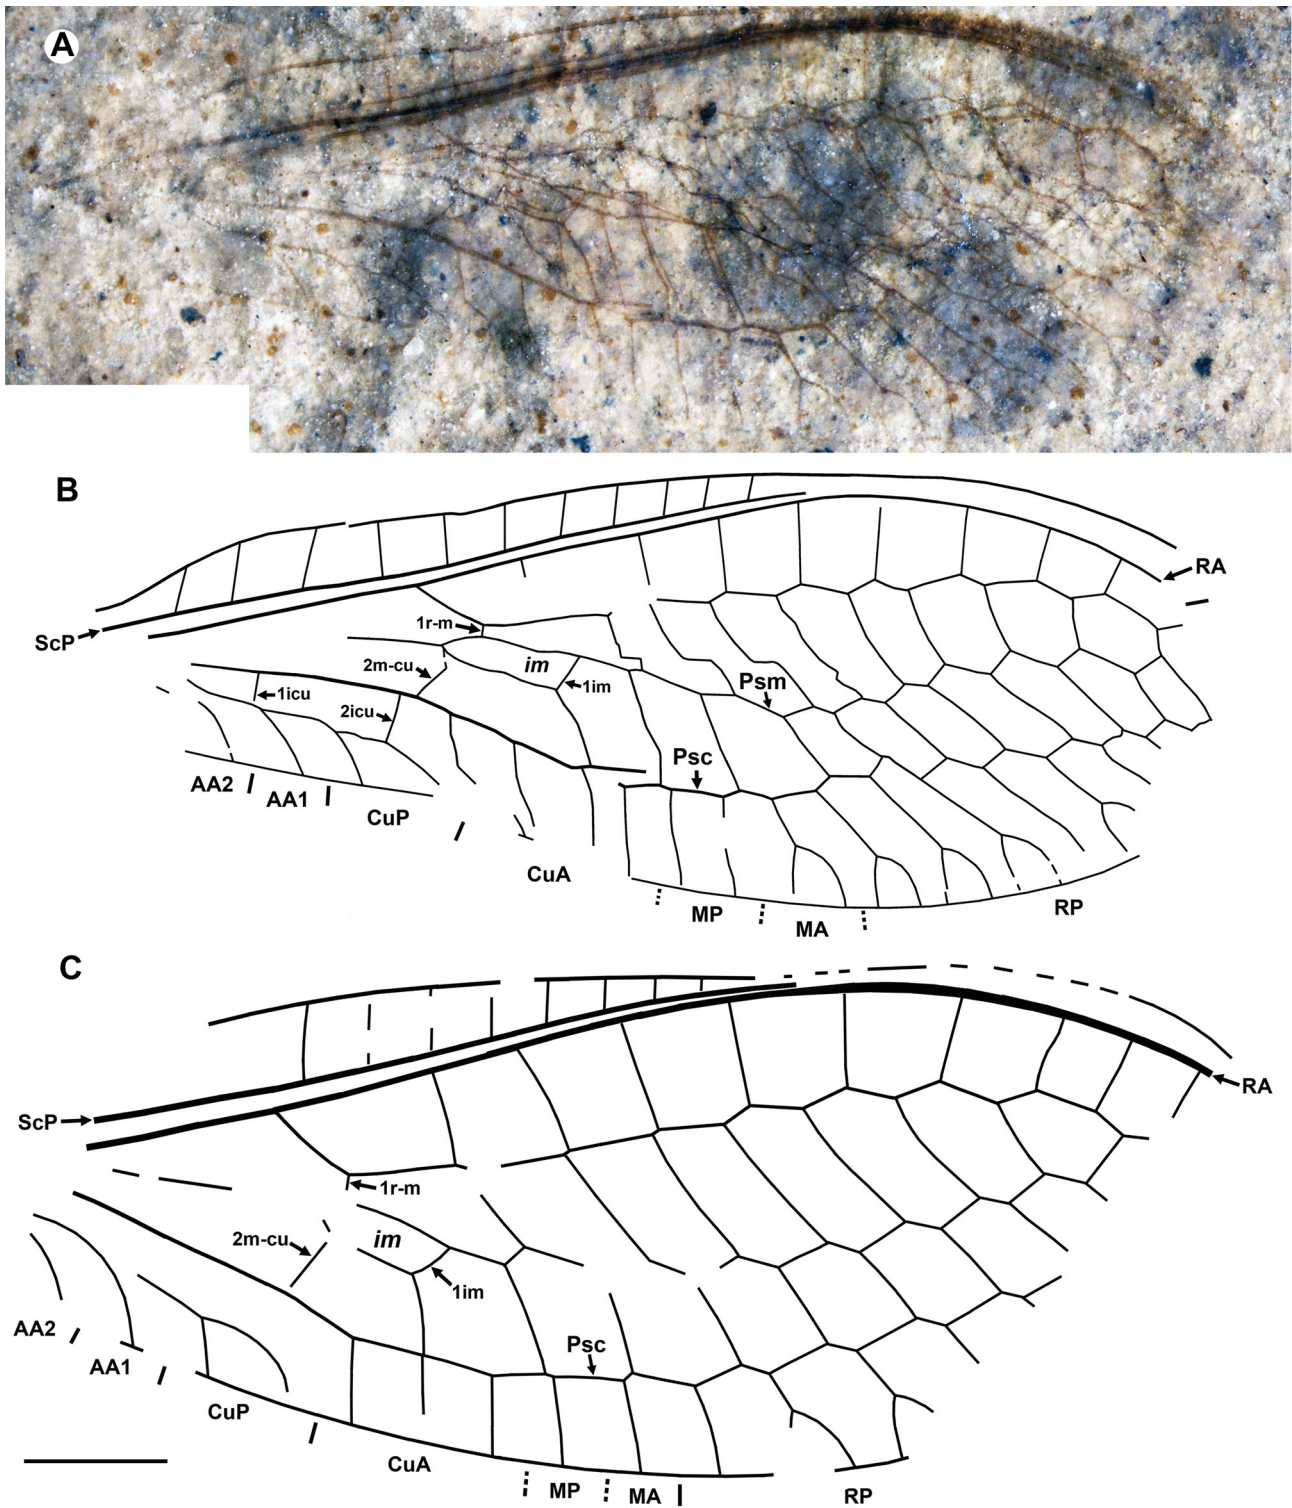 A
B
RA
ScP
1r-m
2m-cu
im
1im
1icu
2icu
Psm
Psc
AA2
AA1
CuP
CuA
MP
MA
RP
C
RA
ScP
1r-m
2m-cu
im
1im
Psc
AA2
AA1
CuP
CuA
MP
MA
RP